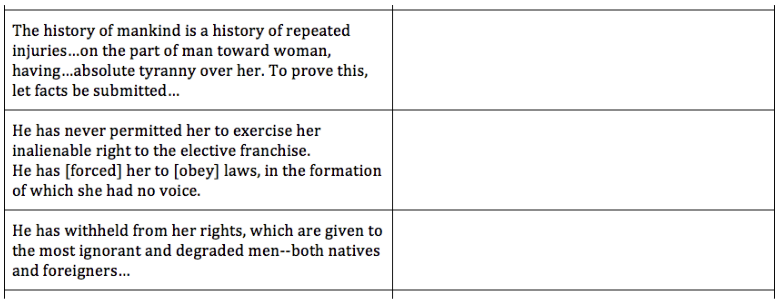 The history of mankind is a history of repeated
injuries…on the part of man toward woman,
having…absolute tyranny over her. To prove this,
let facts be submitted…
He has never permitted her to exercise her
inalienable right to the elective franchise.
He has [forced] her to [obey] laws, in the formation
of which she had no voice.
He has withheld from her rights, which are given to
the most ignorant and degraded men--both natives
and foreigners…